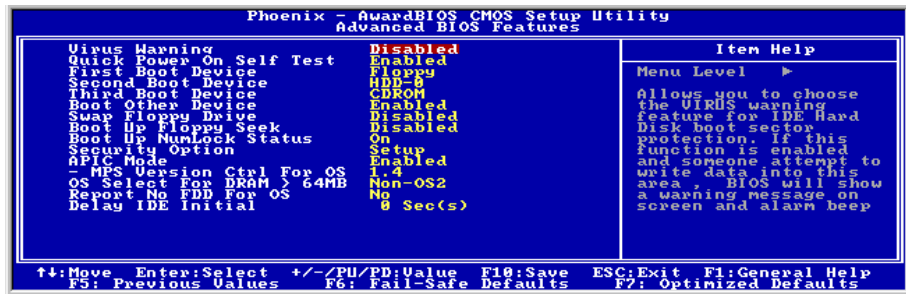 Phoenix - AwardBIOS CMOS Setup Utility
Advanced BIOS Features
Virus Warning Disabled
Quick Power On Self Test Enabled
First Boot Device Floppy
Second Boot Device HDD-0
Third Boot Device CDROM
Boot Other Device Enabled
Swap Floppy Drive Disabled
Boot Up Floppy Seek Disabled
Boot Up NumLock Status On
Security Option Setup
APIC Mode Enabled
- MPS Version Ctrl For OS 1.4
OS Select For DRAM > 64MB Non-OS2
Report No FDD For OS No
Delay IDE Initial 0 Sec(s)
Item Help
Menu Level ▶
Allows you to choose
the VIRUS warning
feature for IDE Hard
Disk boot sector
protection. If this
function is enabled
and someone attempt to
write data into this
area , BIOS will show
a warning message on
screen and alarm beep
↑↓:Move Enter:Select +/-/PU/PD:Value F10:Save ESC:Exit F1:General Help
F5: Previous Values F6: Fail-Safe Defaults F7: Optimized Defaults